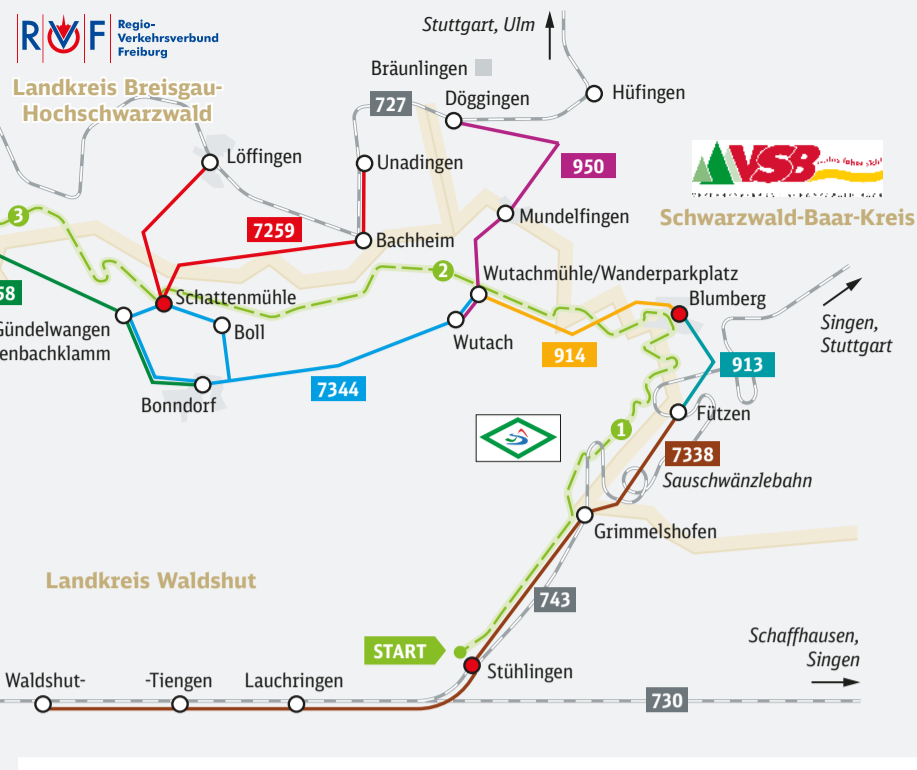 Stuttgart, Ulm
RVF
Regio-
Verkehrsverbund
Freiburg
Bräunlingen
Landkreis Breisgau-
Hochschwarzwald
Döggingen
Hüfingen
727
Löffingen
Unadingen
950
VSB
3
Mundelfingen
Schwarzwald-Baar-Kreis
7259
Bachheim
2
Wutachmühle/Wanderparkplatz
58
Schattenmühle
Blumberg
Gündelwangen
Boll
Singen,
Stuttgart
enbachklamm
Wutach
914
913
7344
Bonndorf
Fützen
1
7338
Sauschwänzlebahn
Grimmelshofen
Landkreis Waldshut
743
START
Schaffhausen,
Singen
Stühlingen
Waldshut-
-Tiengen
Lauchringen
730